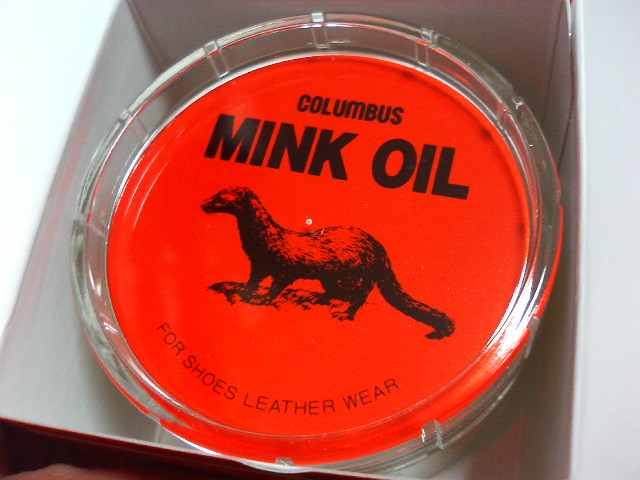 COLUMBUS
MINK OIL
FOR SHOES LEATHER WEAR